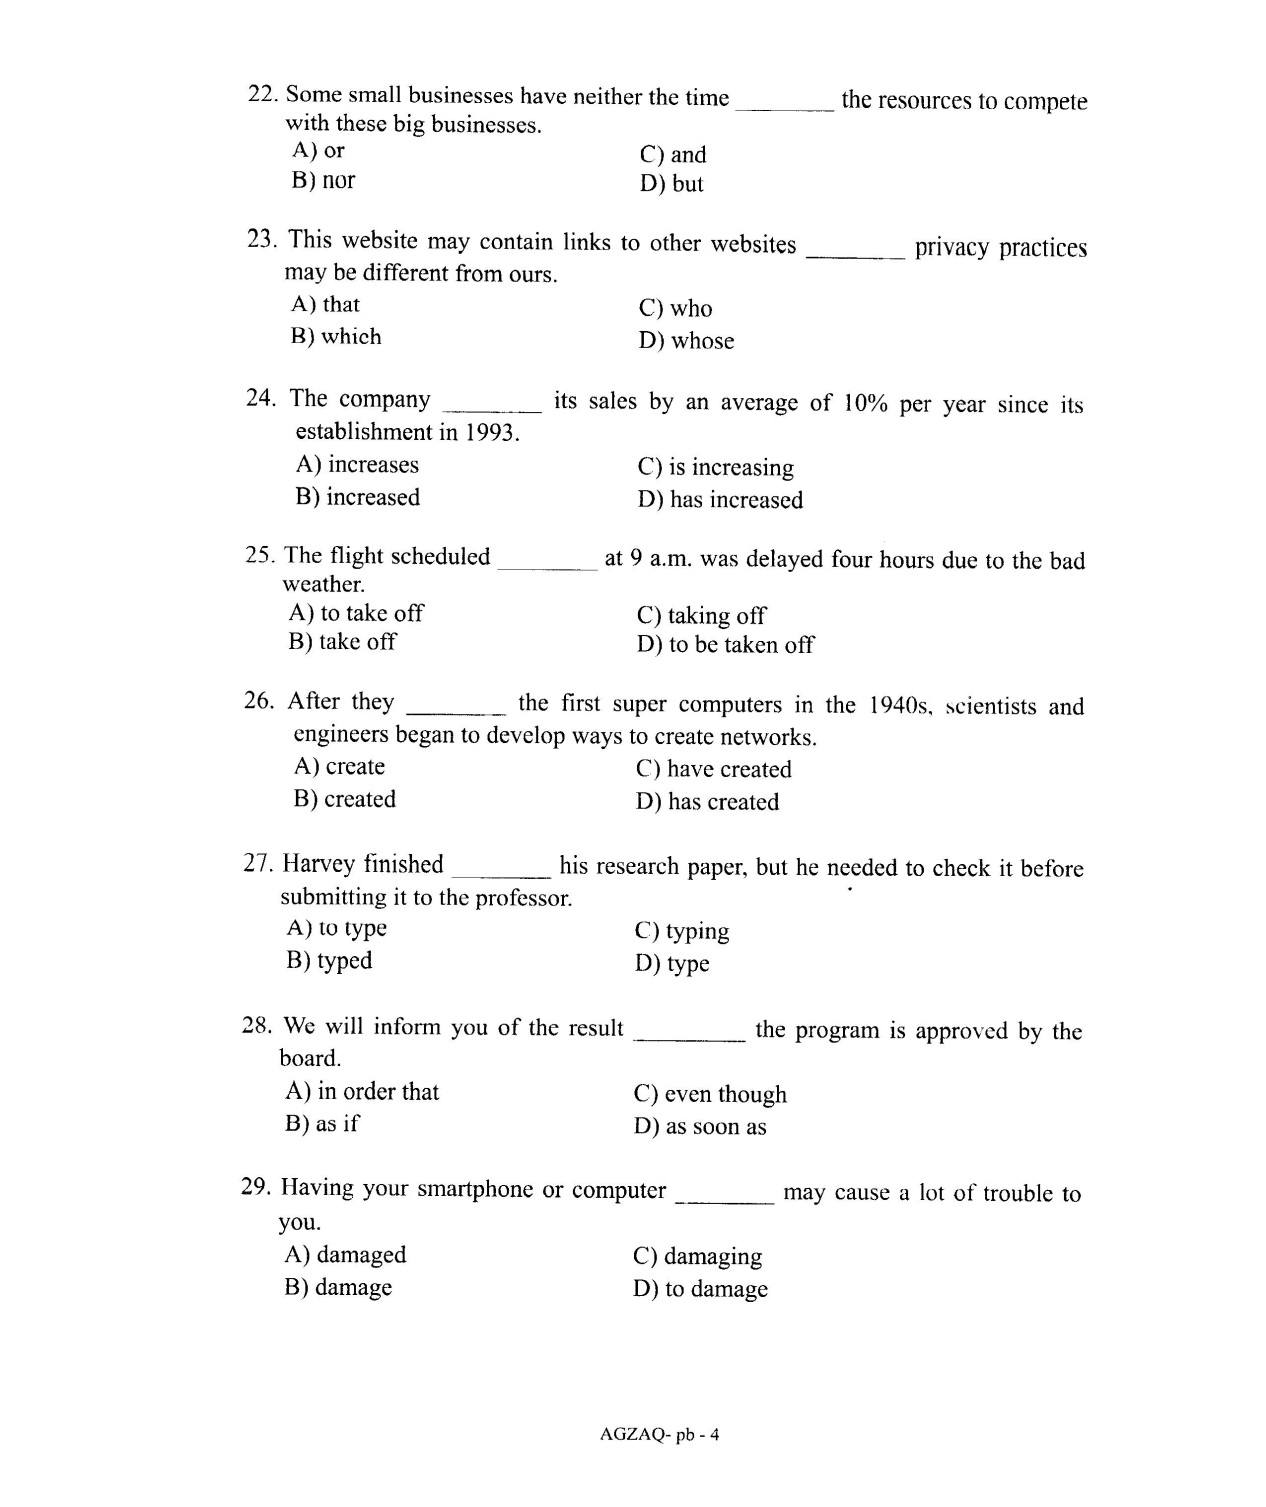 22. Some small businesses have neither the time ________ the resources to compete
with these big businesses.
A) or
C) and
B) nor
D) but
23. This website may contain links to other websites ________ privacy practices
may be different from ours.
A) that
C) who
B) which
D) whose
24. The company ________ its sales by an average of 10% per year since its
establishment in 1993.
A) increases
C) is increasing
B) increased
D) has increased
25. The flight scheduled ________ at 9 a.m. was delayed four hours due to the bad
weather.
A) to take off
C) taking off
B) take off
D) to be taken off
26. After they ________ the first super computers in the 1940s, scientists and
engineers began to develop ways to create networks.
A) create
C) have created
B) created
D) has created
27. Harvey finished ________ his research paper, but he needed to check it before
submitting it to the professor.
A) to type
C) typing
B) typed
D) type
28. We will inform you of the result _________ the program is approved by the
board.
A) in order that
C) even though
B) as if
D) as soon as
29. Having your smartphone or computer ________ may cause a lot of trouble to
you.
A) damaged
C) damaging
B) damage
D) to damage
AGZAQ- pb - 4